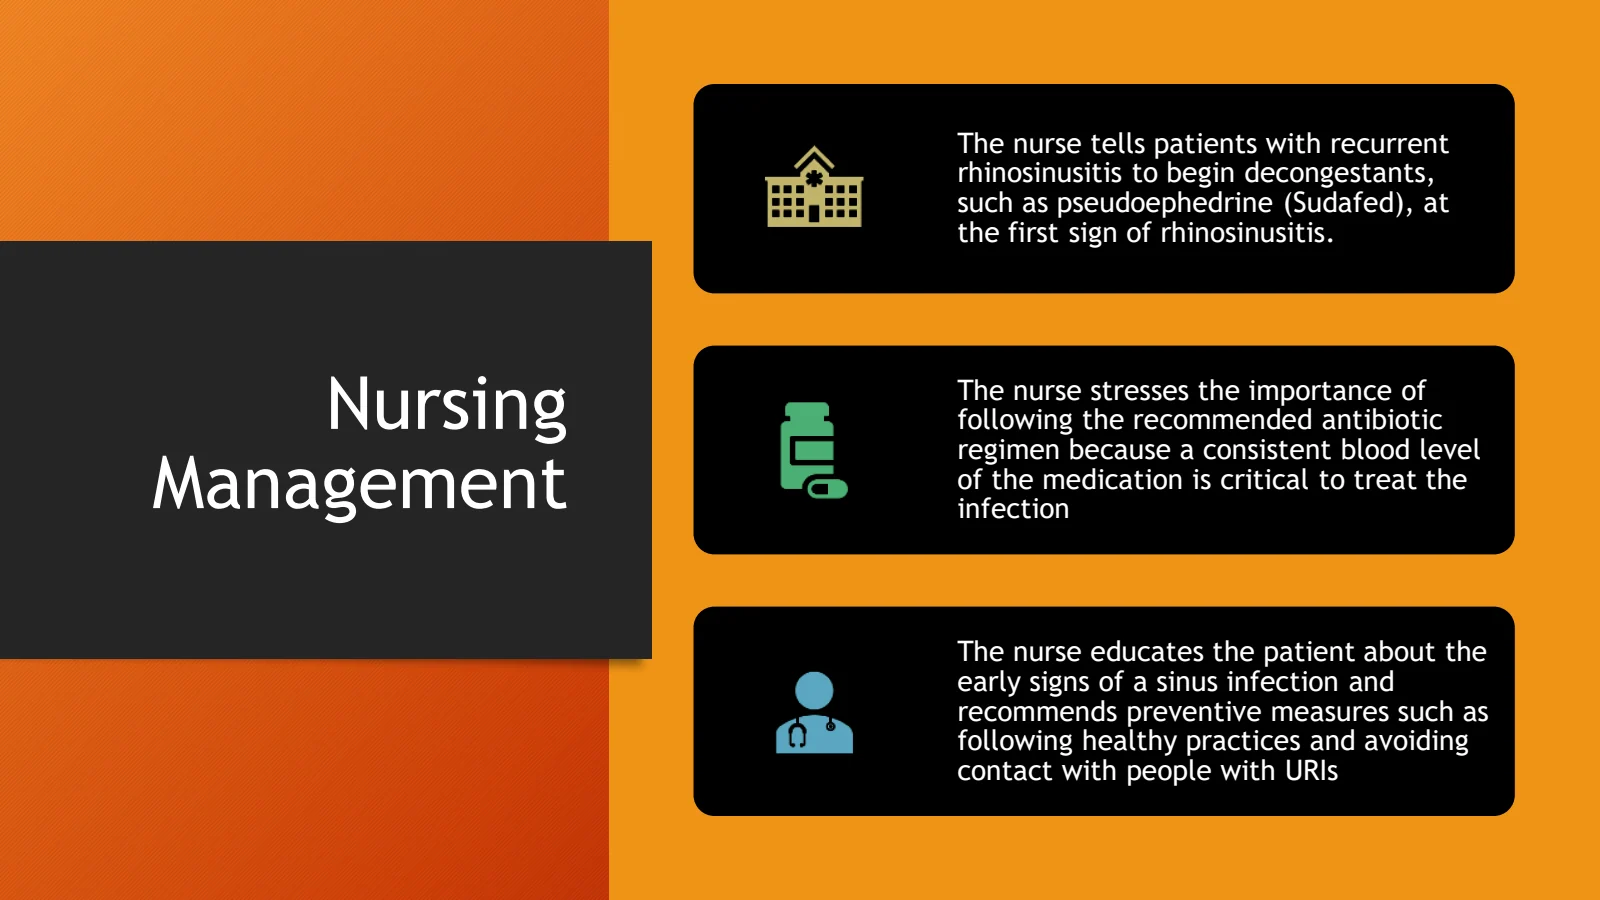 Nursing
Management
The nurse tells patients with recurrent
rhinosinusitis to begin decongestants,
such as pseudoephedrine (Sudafed), at
the first sign of rhinosinusitis.
The nurse stresses the importance of
following the recommended antibiotic
regimen because a consistent blood level
of the medication is critical to treat the
infection
The nurse educates the patient about the
early signs of a sinus infection and
recommends preventive measures such as
following healthy practices and avoiding
contact with people with URIs